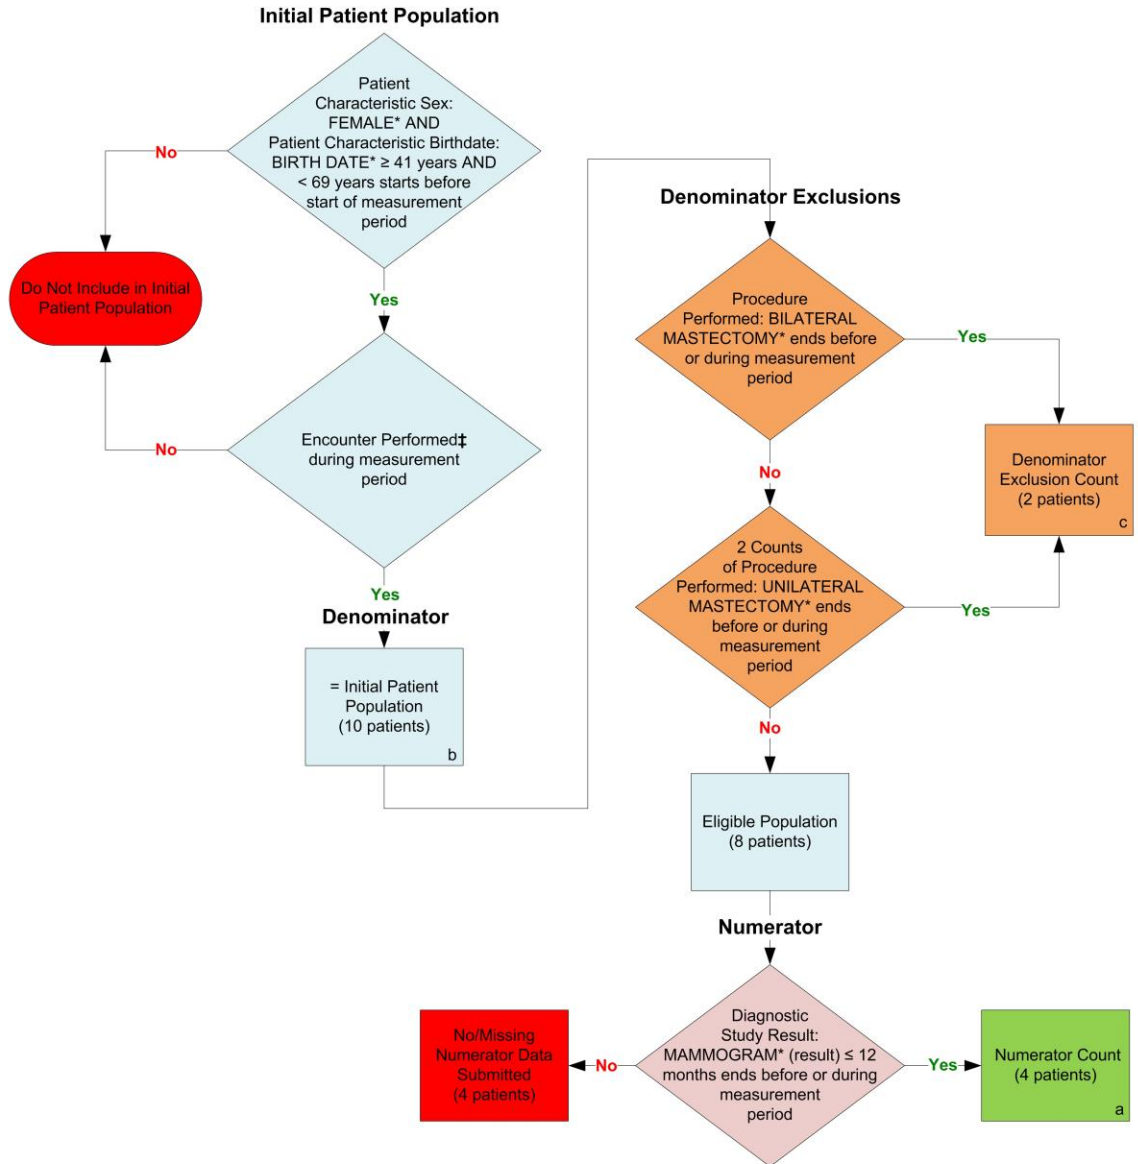 Initial Patient Population
Patient
Characteristic Sex:
FEMALE* AND
Patient Characteristic Birthdate:
BIRTH DATE* ≥ 41 years AND
< 69 years starts before
start of measurement
period
No
Do Not Include in Initial
Patient Population
Yes
Encounter Performed‡
during measurement
period
No
Yes
Denominator
= Initial Patient
Population
(10 patients)
b
Denominator Exclusions
Procedure
Performed: BILATERAL
MASTECTOMY* ends before
or during measurement
period
Yes
No
Denominator
Exclusion Count
(2 patients)
c
2 Counts
of Procedure
Performed: UNILATERAL
MASTECTOMY* ends
before or during
measurement
period
Yes
No
Eligible Population
(8 patients)
Numerator
Diagnostic
Study Result:
MAMMOGRAM* (result) ≤ 12
months ends before or during
measurement
period
No
No/Missing
Numerator Data
Submitted
(4 patients)
Yes
Numerator Count
(4 patients)
a